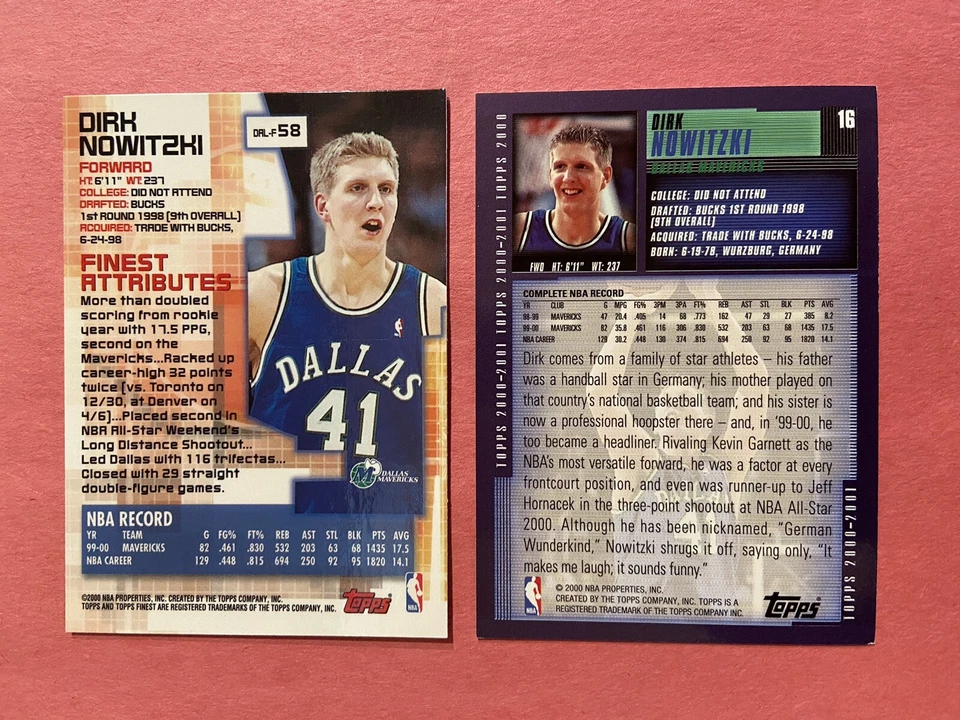 DIRK
NOWITZKI
FORWARD
HT: 6'11" WT: 237
COLLEGE: DID NOT ATTEND
DRAFTED: BUCKS
1ST ROUND 1998 (9TH OVERALL)
ACQUIRED: TRADE WITH BUCKS,
6-24-98
DAL-F 58
FINEST
ATTRIBUTES
More than doubled
scoring from rookie
year with 17.5 PPG,
second on the
Mavericks...Racked up
career-high 32 points
twice (vs. Toronto on
12/30, at Denver on
4/6)...Placed second in
NBA All-Star Weekend's
Long Distance Shootout...
Led Dallas with 116 trifectas...
Closed with 29 straight
double-figure games.
DALLAS
41
DALLAS
MAVERICKS
NBA RECORD
YR TEAM G FG% FT% REB AST STL BLK PTS AVG
99-00 MAVERICKS 82 .461 .830 532 203 63 68 1435 17.5
NBA CAREER 129 .448 .815 694 250 92 95 1820 14.1
©2000 NBA PROPERTIES, INC. CREATED BY THE TOPPS COMPANY, INC.
TOPPS AND TOPPS FINEST ARE REGISTERED TRADEMARKS OF THE TOPPS COMPANY, INC.
Topps
NBA
TOPPS 2000-2001 TOPPS 2000-2001 TOPPS 2000
FWD HT: 6'11" WT: 237
DIRK
NOWITZKI
DALLAS MAVERICKS
16
COLLEGE: DID NOT ATTEND
DRAFTED: BUCKS 1ST ROUND 1998
(9TH OVERALL)
ACQUIRED: TRADE WITH BUCKS, 6-24-98
BORN: 6-19-78, WURZBURG, GERMANY
COMPLETE NBA RECORD
YR CLUB G MPG FG% 3PM 3PA FT% REB AST STL BLK PTS AVG
98-99 MAVERICKS 47 20.4 .405 14 68 .773 162 47 29 27 385 8.2
99-00 MAVERICKS 82 35.8 .461 116 306 .830 532 203 63 68 1435 17.5
NBA CAREER 129 30.2 .448 130 374 .815 694 250 92 95 1820 14.1
Dirk comes from a family of star athletes – his father
was a handball star in Germany; his mother played on
that country's national basketball team; and his sister is
now a professional hoopster there – and, in '99-00, he
too became a headliner. Rivaling Kevin Garnett as the
NBA's most versatile forward, he was a factor at every
frontcourt position, and even was runner-up to Jeff
Hornacek in the three-point shootout at NBA All-Star
2000. Although he has been nicknamed, "German
Wunderkind," Nowitzki shrugs it off, saying only, "It
makes me laugh; it sounds funny."
© 2000 NBA PROPERTIES, INC.
CREATED BY THE TOPPS COMPANY, INC. TOPPS IS A
REGISTERED TRADEMARK OF THE TOPPS COMPANY INC.
NBA
Topps
TOPPS 2000-2001